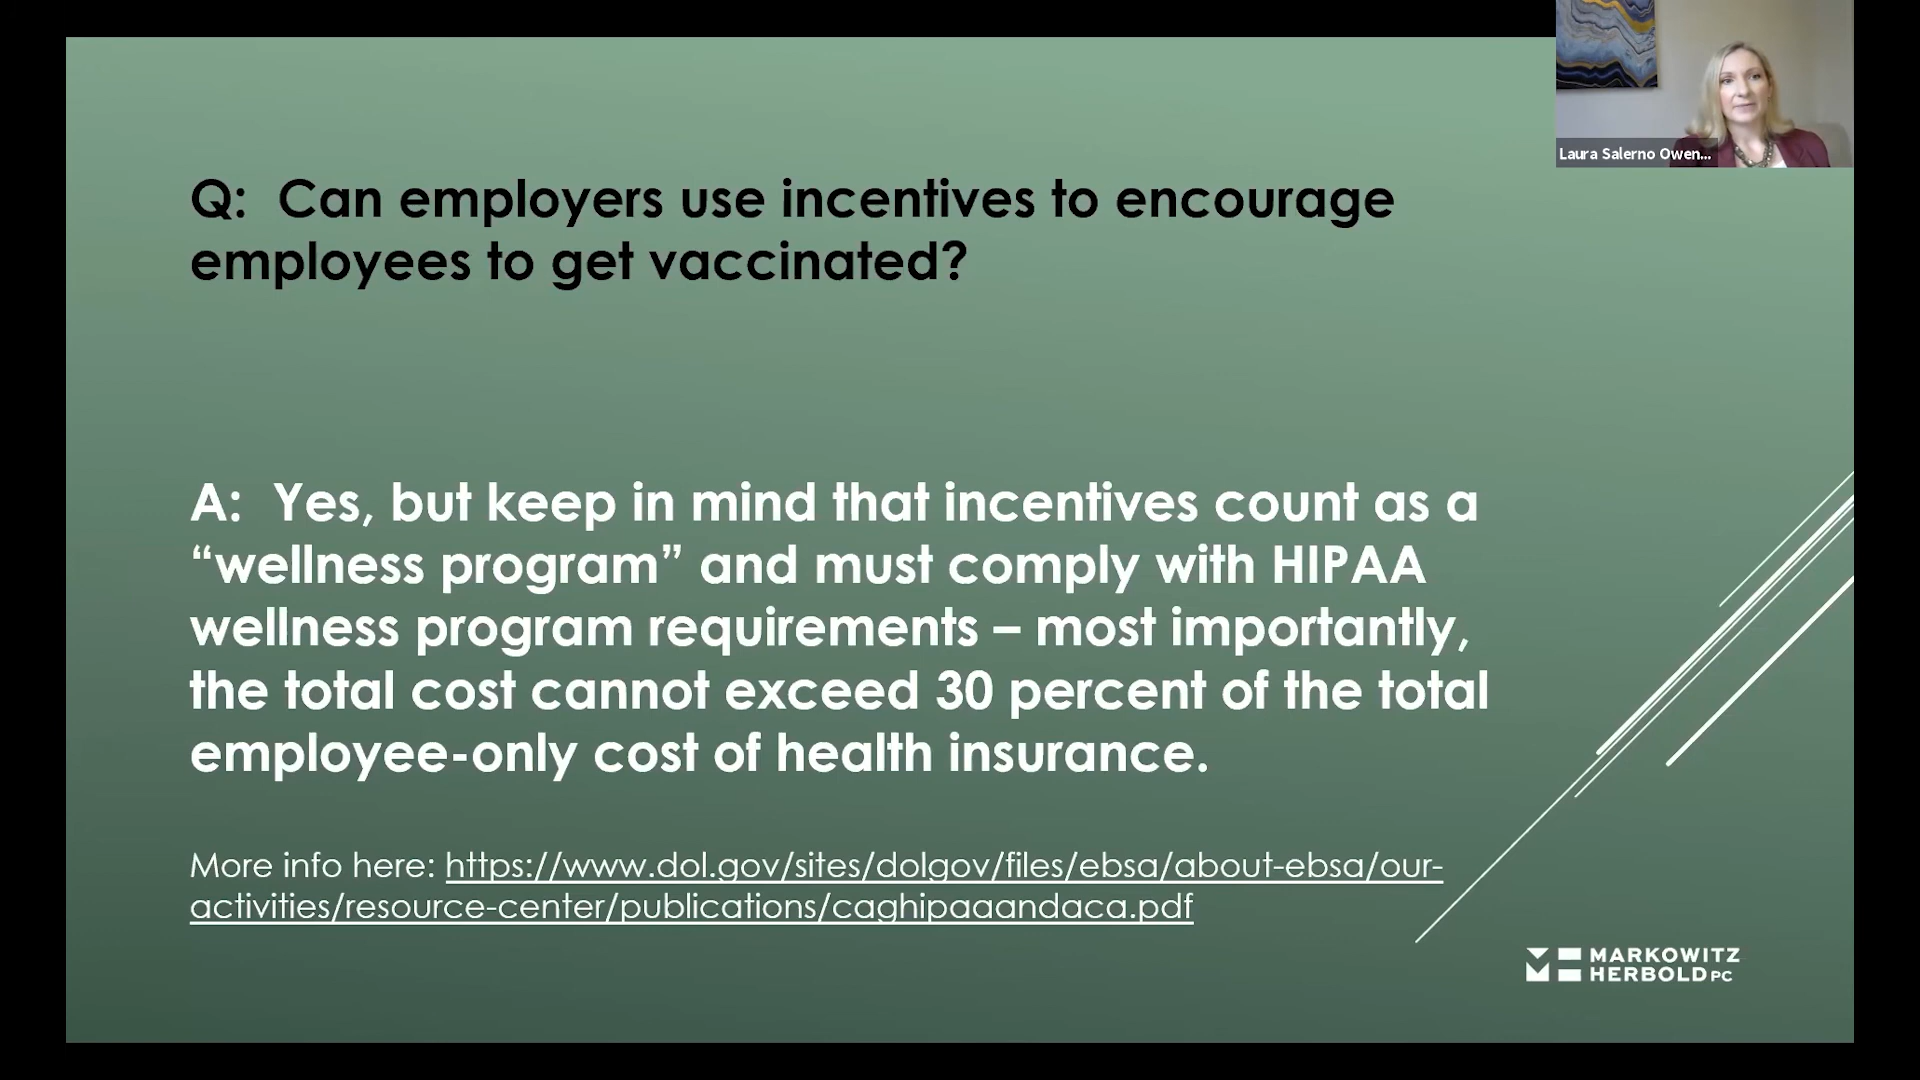 Laura Salerno Owen...
Q: Can employers use incentives to encourage
employees to get vaccinated?
A: Yes, but keep in mind that incentives count as a
“wellness program” and must comply with HIPAA
wellness program requirements – most importantly,
the total cost cannot exceed 30 percent of the total
employee-only cost of health insurance.
More info here: https://www.dol.gov/sites/dolgov/files/ebsa/about-ebsa/our-
activities/resource-center/publications/caghipaaandaca.pdf
MARKOWITZ
HERBOLD PC